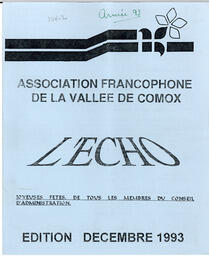 Année 93
ASSOCIATION FRANCOPHONE
DE LA VALLEE DE COMOX
L'ECHO
JOYEUSES FETES, DE TOUS LES MEMBRES DU CONSEIL
D'ADMINISTRATION.
EDITION DECEMBRE 1993